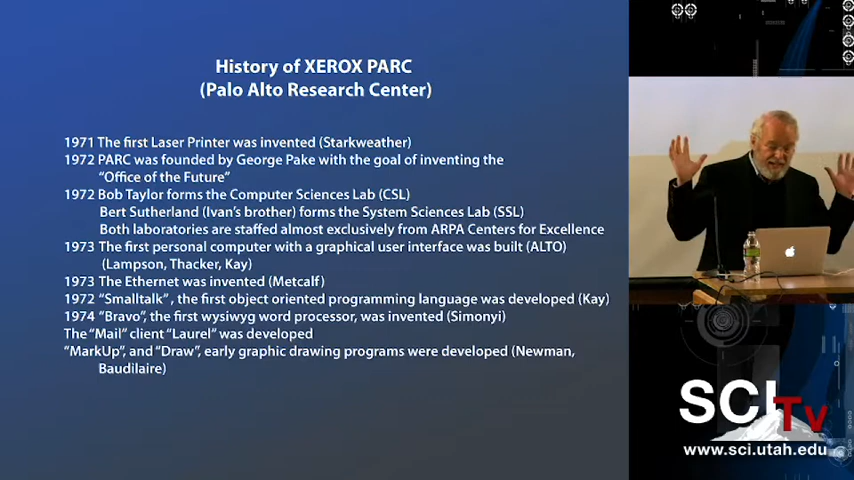 History of XEROX PARC
(Palo Alto Research Center)
1971 The first Laser Printer was invented (Starkweather)
1972 PARC was founded by George Pake with the goal of inventing the
"Office of the Future"
1972 Bob Taylor forms the Computer Sciences Lab (CSL)
Bert Sutherland (Ivan's brother) forms the System Sciences Lab (SSL)
Both laboratories are staffed almost exclusively from ARPA Centers for Excellence
1973 The first personal computer with a graphical user interface was built (ALTO)
(Lampson, Thacker, Kay)
1973 The Ethernet was invented (Metcalf)
1972 "Smalltalk" , the first object oriented programming language was developed (Kay)
1974 "Bravo", the first wysiwyg word processor, was invented (Simonyi)
The "Mail" client "Laurel" was developed
"MarkUp", and "Draw", early graphic drawing programs were developed (Newman,
Baudilaire)
SCI TV
www.sci.utah.edu